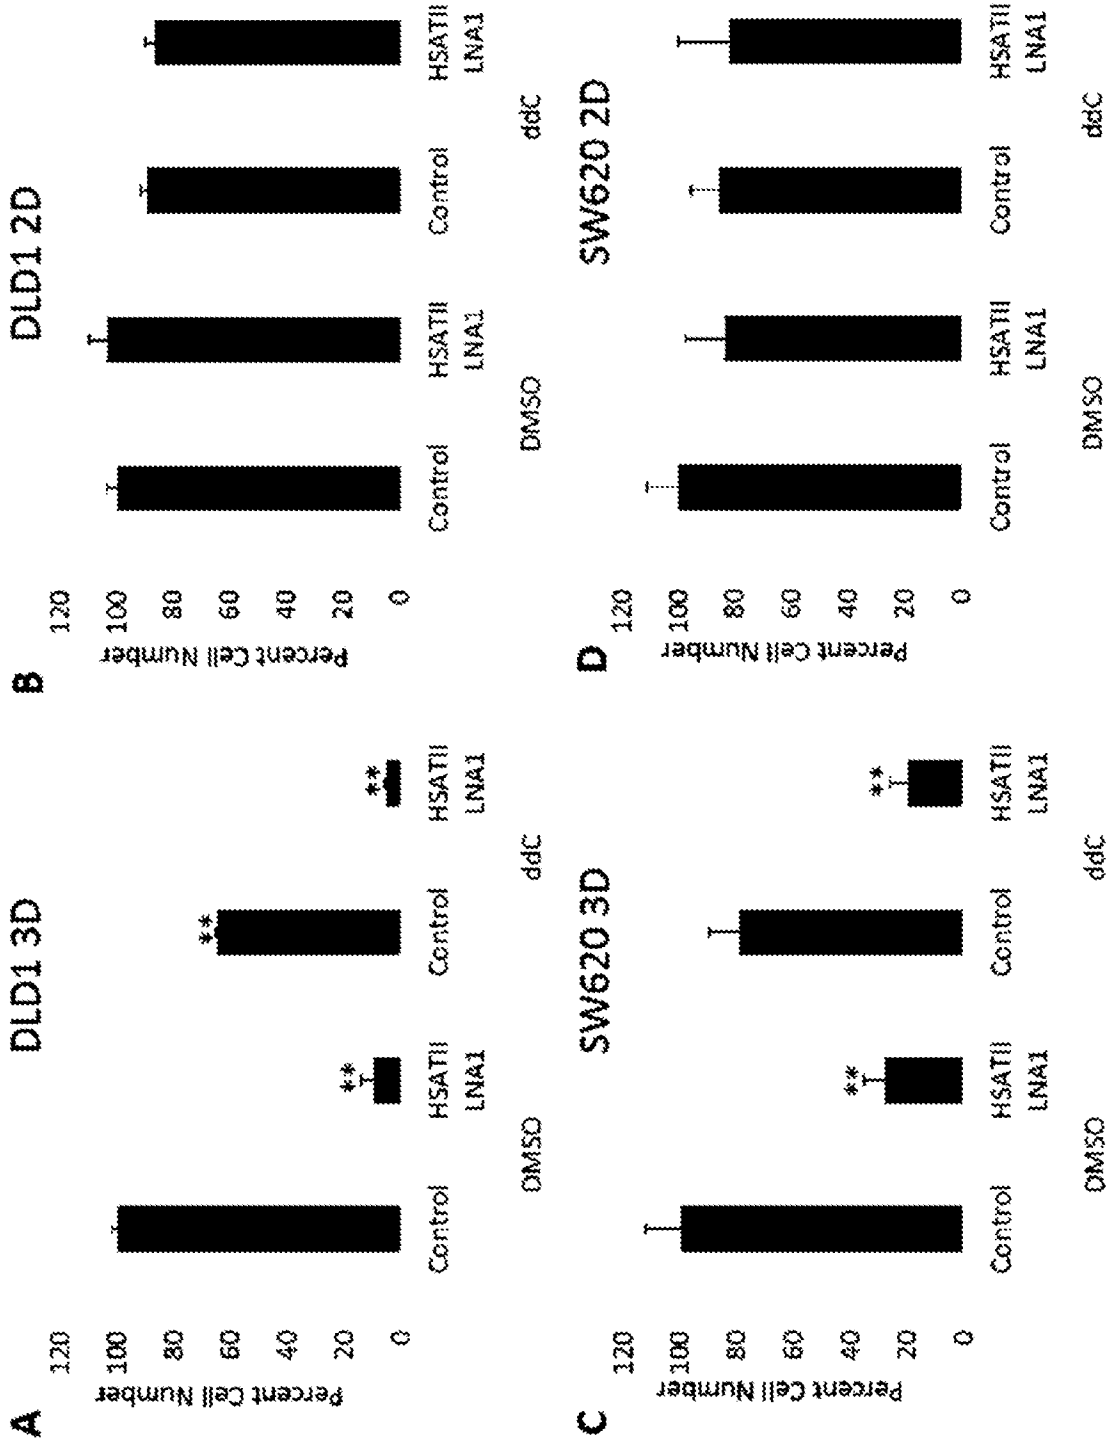 A
DLD1 3D
Percent Cell Number
120
100
80
60
40
20
0
Control
HSATII
LNA1
Control
HSATII
LNA1
**
**
**
DMSO
ddC
B
DLD1 2D
Percent Cell Number
120
100
80
60
40
20
0
Control
HSATII
LNA1
Control
HSATII
LNA1
DMSO
ddC
C
SW620 3D
Percent Cell Number
120
100
80
60
40
20
0
Control
HSATII
LNA1
Control
HSATII
LNA1
**
**
DMSO
ddC
D
SW620 2D
Percent Cell Number
120
100
80
60
40
20
0
Control
HSATII
LNA1
Control
HSATII
LNA1
DMSO
ddC